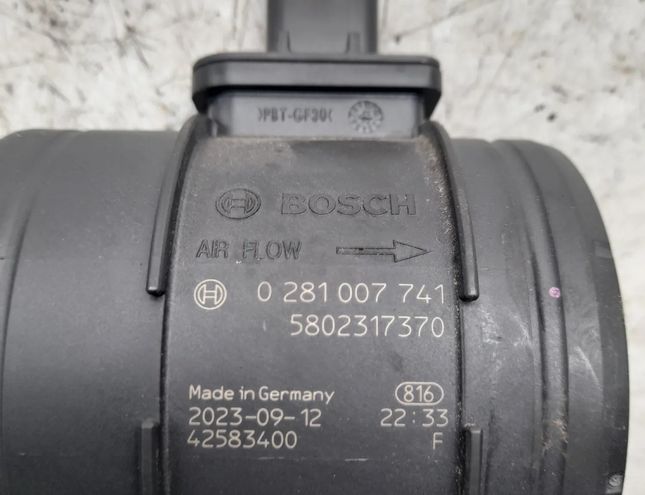 >PBT-GF30<
BOSCH
AIR FLOW
0 281 007 741
5802317370
Made in Germany 816
2023-09-12 22:33
42583400 F